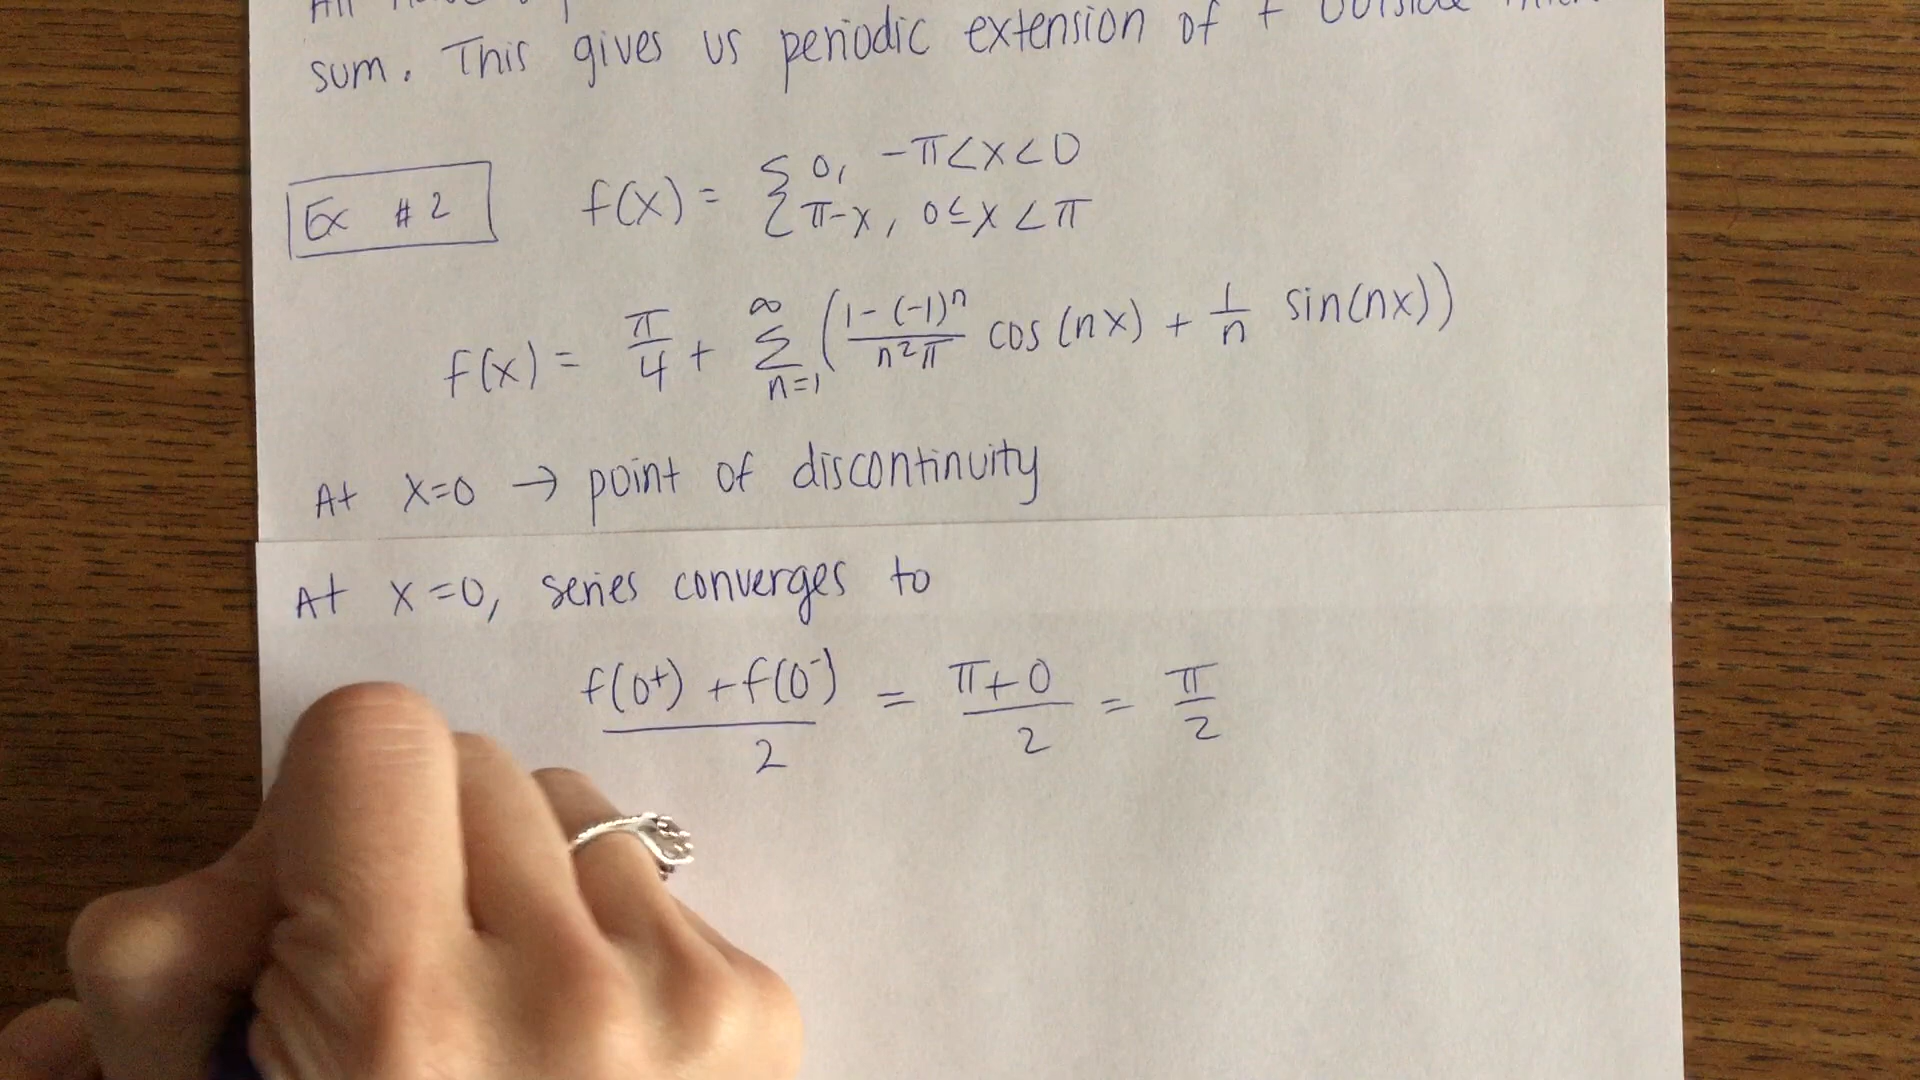 All
sum. This gives us periodic extension of f outside
Ex #2 f(x) = { 0, -π<x<0
π-x, 0≤x<π
f(x) = π/4 + ∑_{n=1}^{∞} ( (1-(-1)^n)/(n²π) cos(nx) + 1/n sin(nx))
At x=0 → point of discontinuity
At x=0, series converges to
(f(0⁺) + f(0⁻))/2 = (π+0)/2 = π/2